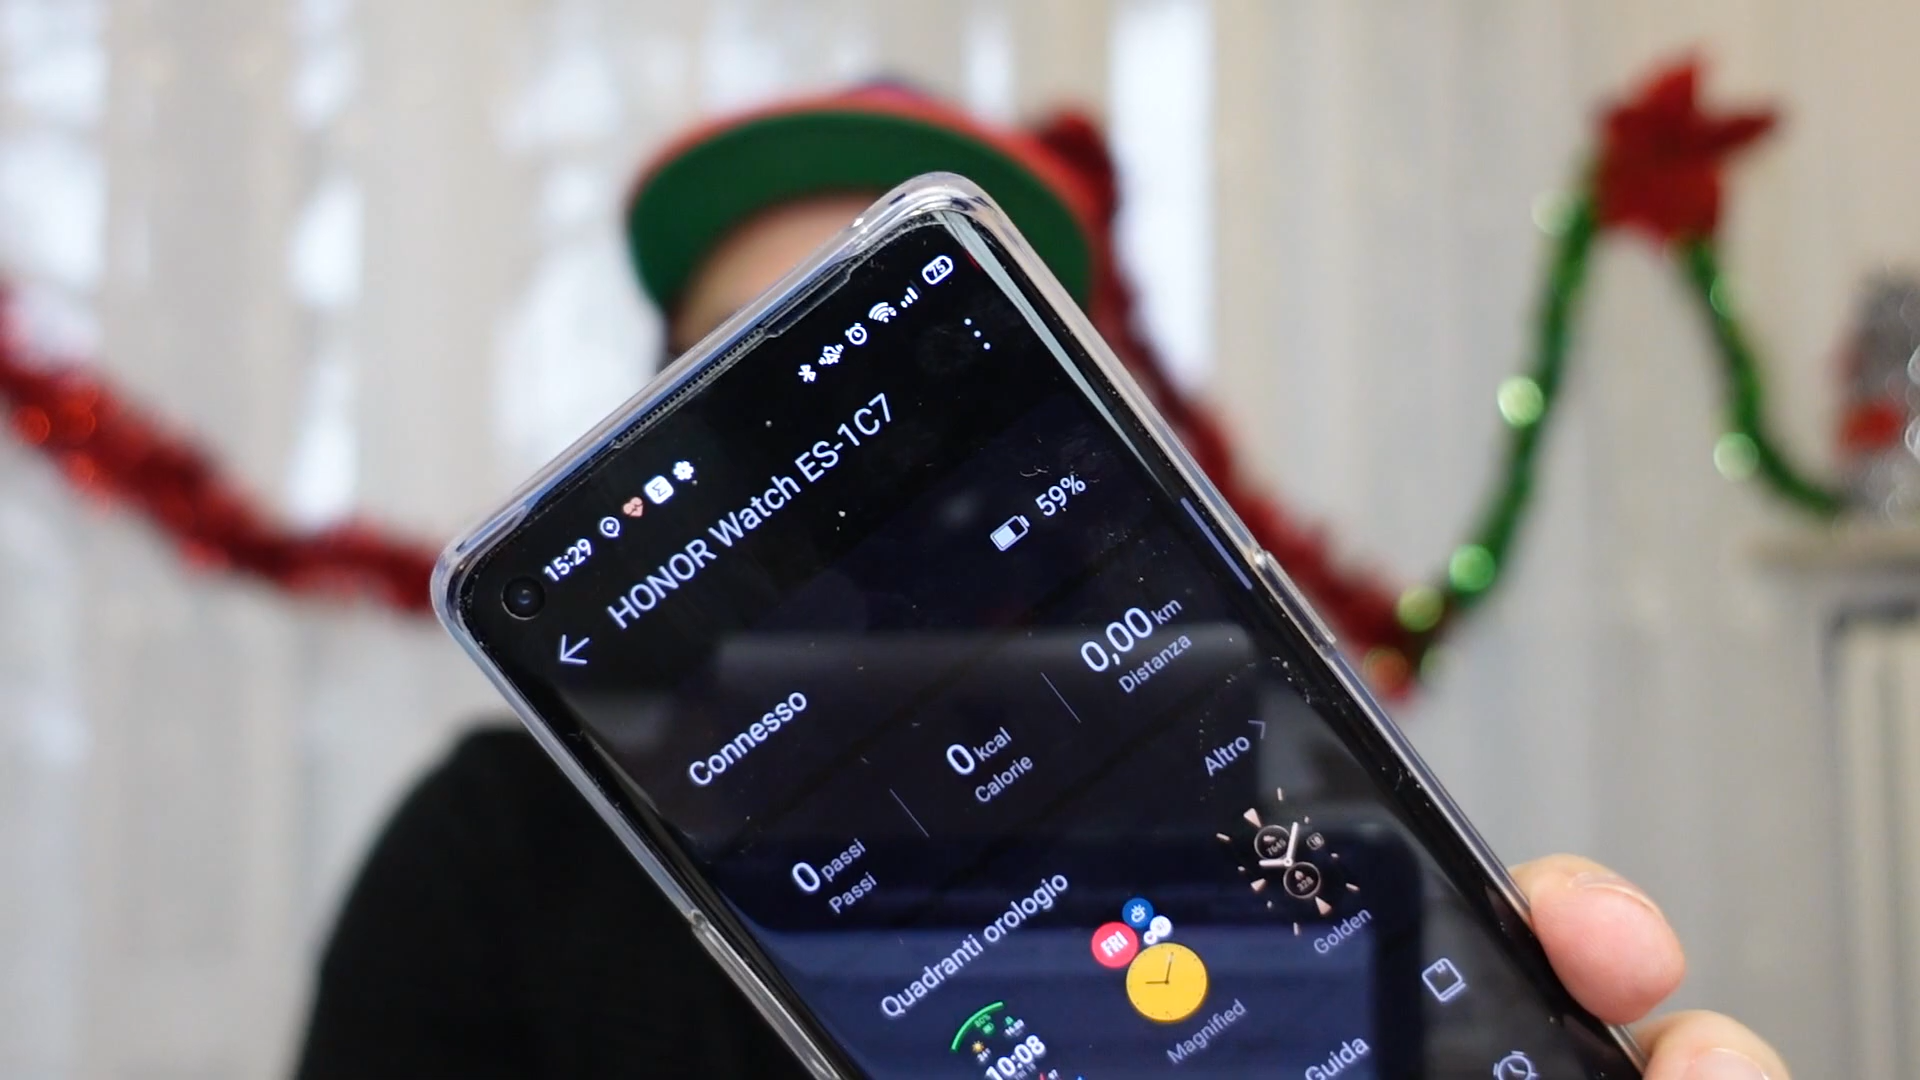 15:29
75
HONOR Watch ES-1C7
59%
Connesso
0 passi
Passi
0 kcal
Calorie
0,00 km
Distanza
Quadranti orologio
Altro
10:08
FRI
Magnified
Golden
Guida